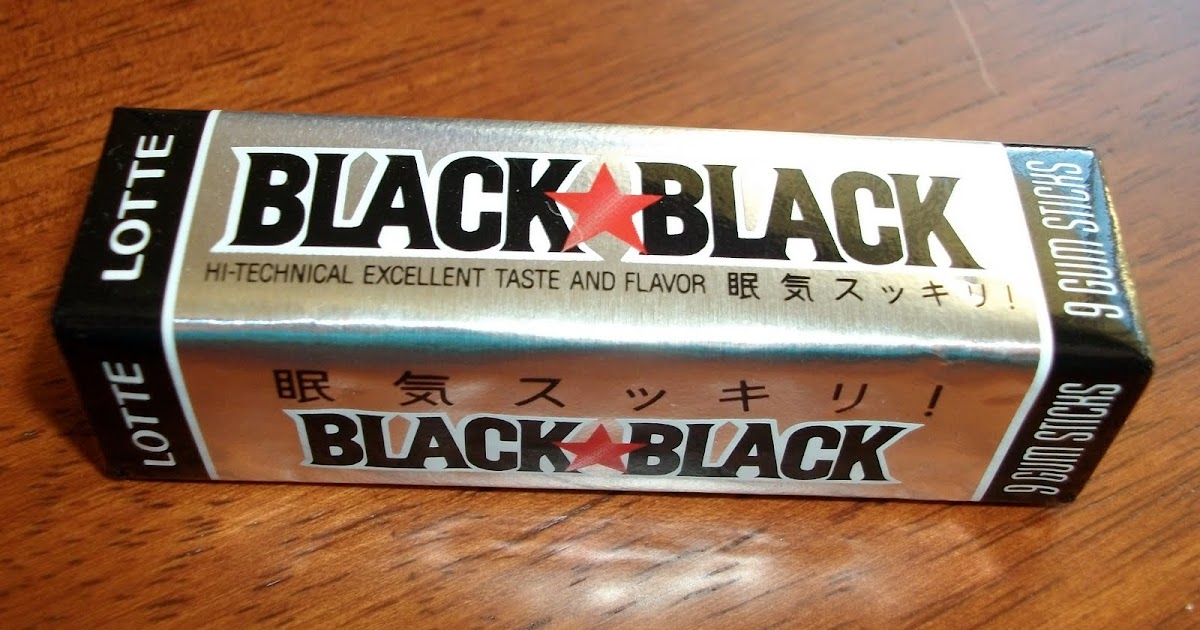 LOTTE
BLACK★BLACK
HI-TECHNICAL EXCELLENT TASTE AND FLAVOR 眠気スッキリ!
9 GUM STICKS
LOTTE
眠気スッキリ!
BLACK★BLACK
9 GUM STICKS